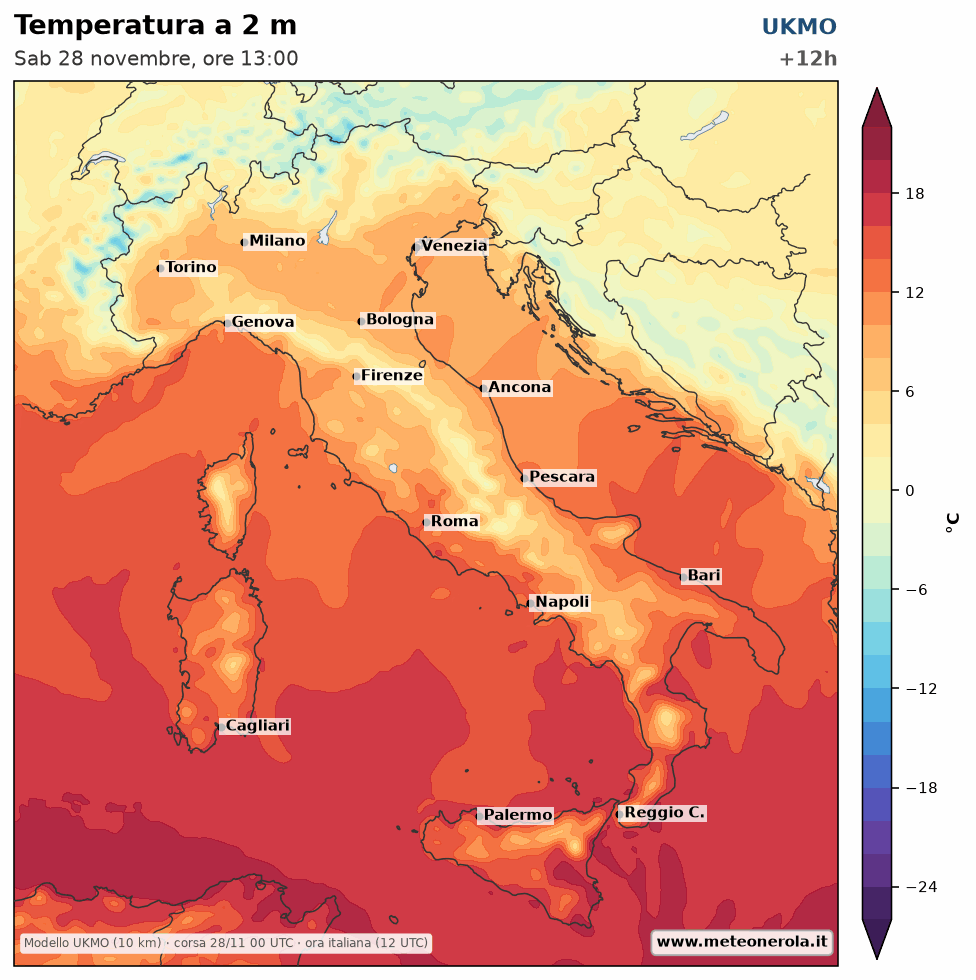 Temperatura a 2 m
UKMO
Sab 28 novembre, ore 13:00
+12h
Milano
Venezia
Torino
Genova
Bologna
Firenze
Ancona
Pescara
Roma
Bari
Napoli
Cagliari
Palermo
Reggio C.
18
12
6
0
−6
−12
−18
−24
°C
Modello UKMO (10 km) · corsa 28/11 00 UTC · ora italiana (12 UTC)
www.meteonerola.it